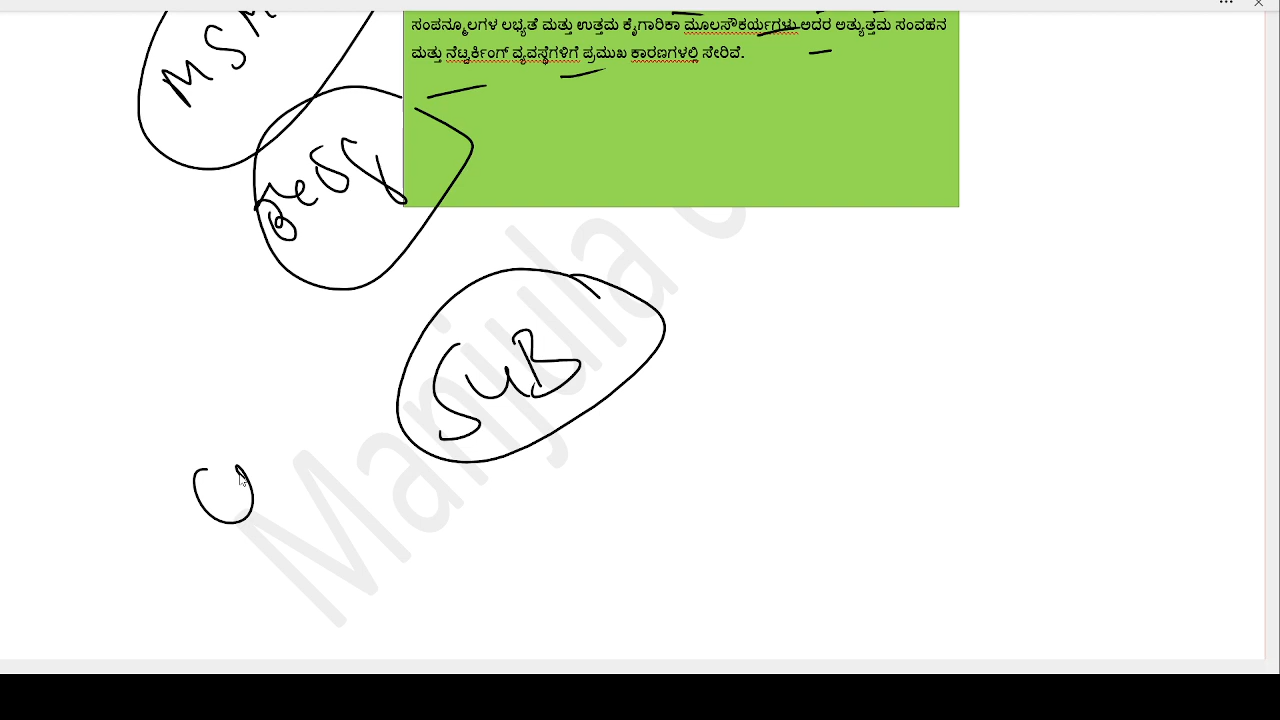 ಸಂಪನ್ಮೂಲಗಳ ಲಭ್ಯತೆ ಮತ್ತು ಉತ್ತಮ ಕೈಗಾರಿಕಾ ಮೂಲಸೌಕರ್ಯಗಳು ಅದರ ಅತ್ಯುತ್ತಮ ಸಂವಹನ
ಮತ್ತು ನೆಟ್ವರ್ಕಿಂಗ್ ವ್ಯವಸ್ಥೆಗಳಿಗೆ ಪ್ರಮುಖ ಕಾರಣಗಳಲ್ಲಿ ಸೇರಿವೆ.
SUB
Manjula